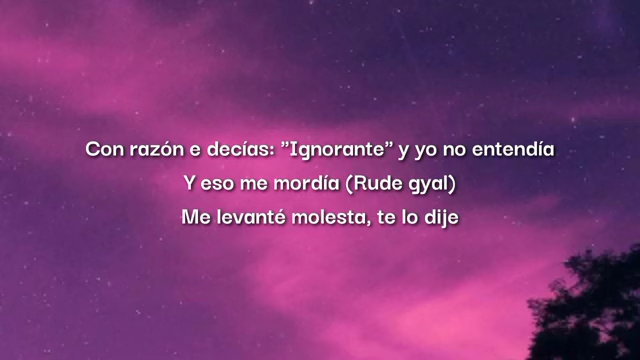 Con razón e decías: "Ignorante" y yo no entendía
Y eso me mordía (Rude gyal)
Me levanté molesta, te lo dije